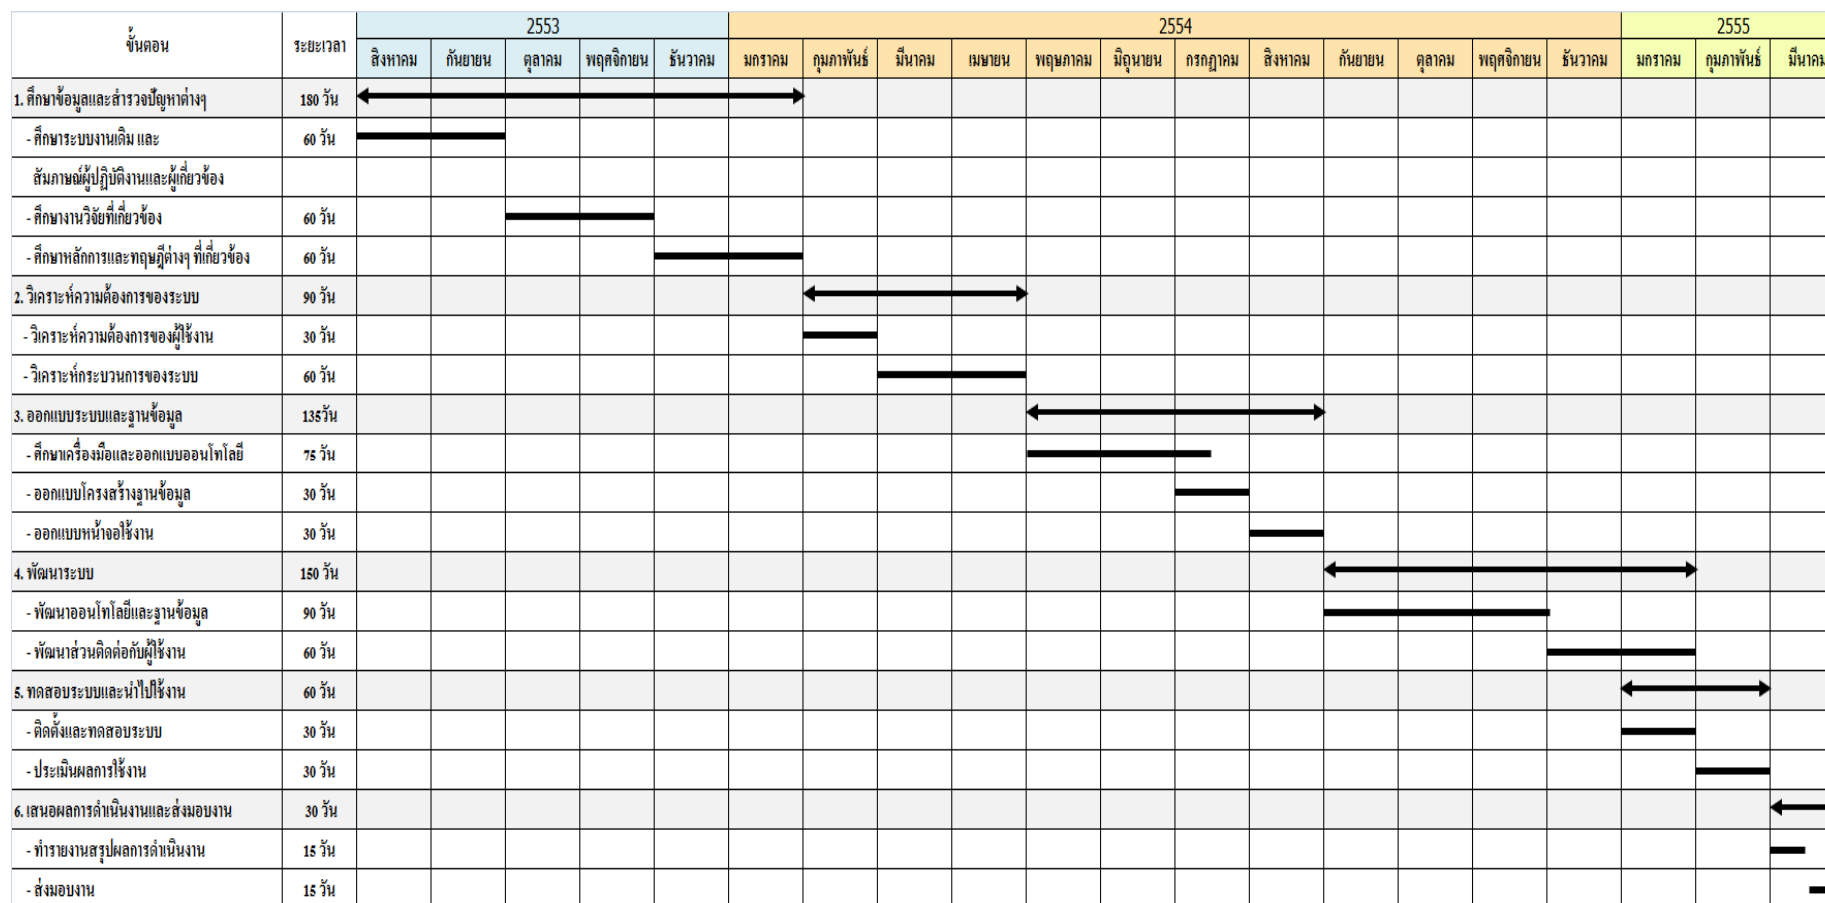 ขั้นตอน ระยะเวลา 2553 2554 2555
สิงหาคม กันยายน ตุลาคม พฤศจิกายน ธันวาคม มกราคม กุมภาพันธ์ มีนาคม เมษายน พฤษภาคม มิถุนายน กรกฎาคม สิงหาคม กันยายน ตุลาคม พฤศจิกายน ธันวาคม มกราคม กุมภาพันธ์ มีนาคม
1. ศึกษาข้อมูลและสำรวจปัญหาต่างๆ 180 วัน
- ศึกษาระบบงานเดิม และ 60 วัน
สัมภาษณ์ผู้ปฏิบัติงานและผู้เกี่ยวข้อง
- ศึกษางานวิจัยที่เกี่ยวข้อง 60 วัน
- ศึกษาหลักการและทฤษฎีต่างๆ ที่เกี่ยวข้อง 60 วัน
2. วิเคราะห์ความต้องการของระบบ 90 วัน
- วิเคราะห์ความต้องการของผู้ใช้งาน 30 วัน
- วิเคราะห์กระบวนการของระบบ 60 วัน
3. ออกแบบระบบและฐานข้อมูล 135วัน
- ศึกษาเครื่องมือและออกแบบออนโทโลยี 75 วัน
- ออกแบบโครงสร้างฐานข้อมูล 30 วัน
- ออกแบบหน้าจอใช้งาน 30 วัน
4. พัฒนาระบบ 150 วัน
- พัฒนาออนโทโลยีและฐานข้อมูล 90 วัน
- พัฒนาส่วนติดต่อกับผู้ใช้งาน 60 วัน
5. ทดสอบระบบและนำไปใช้งาน 60 วัน
- ติดตั้งและทดสอบระบบ 30 วัน
- ประเมินผลการใช้งาน 30 วัน
6. เสนอผลการดำเนินงานและส่งมอบงาน 30 วัน
- ทำรายงานสรุปผลการดำเนินงาน 15 วัน
- ส่งมอบงาน 15 วัน